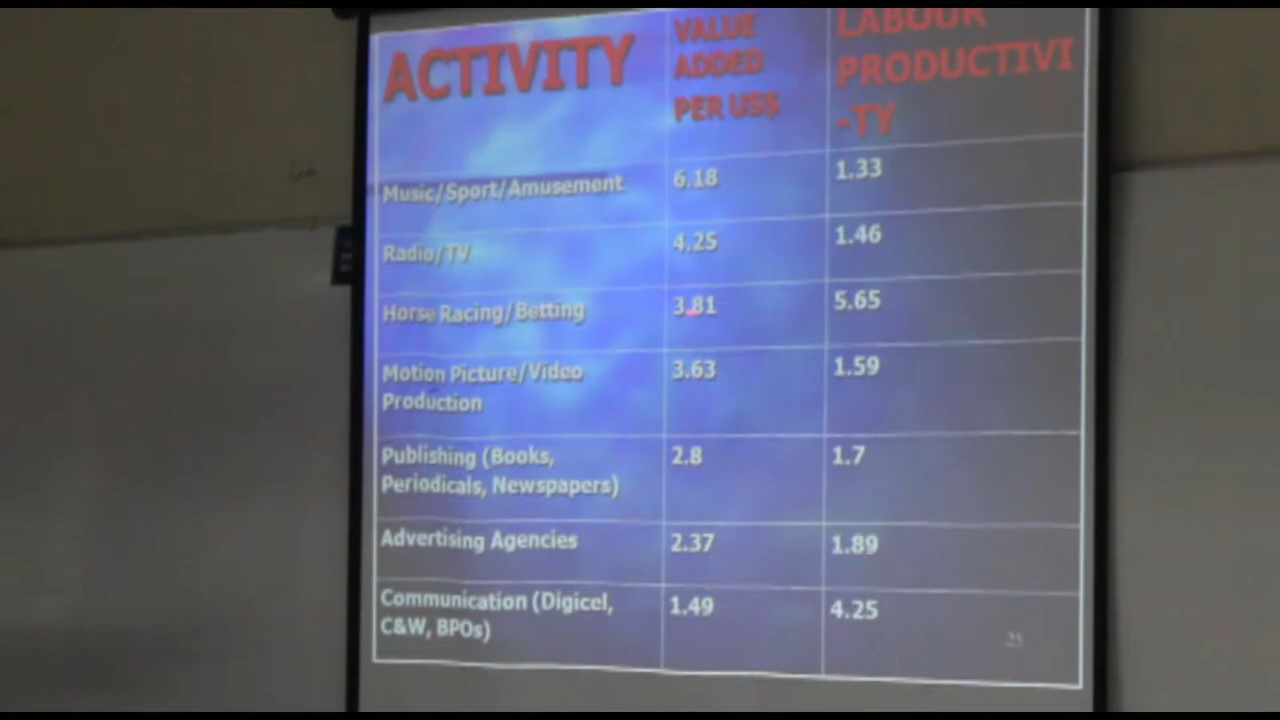 ACTIVITY
VALUE
ADDED
PER US$
LABOUR
PRODUCTIVI
-TY
Music/Sport/Amusement 6.18 1.33
Radio/TV 4.25 1.46
Horse Racing/Betting 3.81 5.65
Motion Picture/Video
Production
3.63 1.59
Publishing (Books,
Periodicals, Newspapers)
2.8 1.7
Advertising Agencies 2.37 1.89
Communication (Digicel,
C&W, BPOs)
1.49 4.25
25